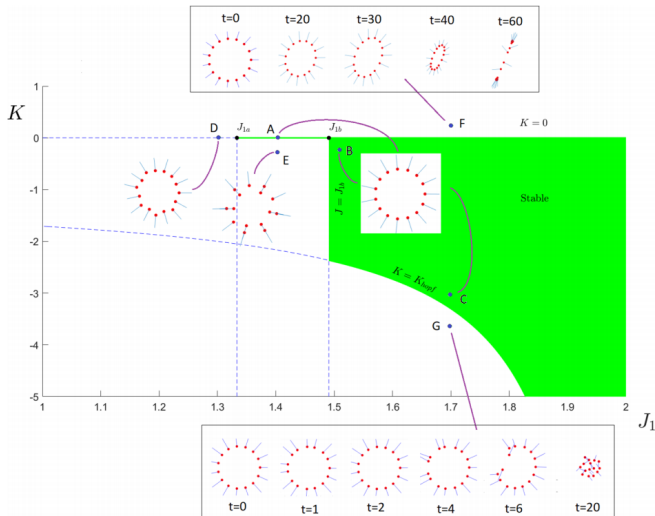 t=0 t=20 t=30 t=40 t=60
K
1
D J1a A J1b F K=0
0
E B
-1
J = J1b Stable
-2
K = Khopf
-3 C
G
-4
-5
1 1.1 1.2 1.3 1.4 1.5 1.6 1.7 1.8 1.9 2
J1
t=0 t=1 t=2 t=4 t=6 t=20